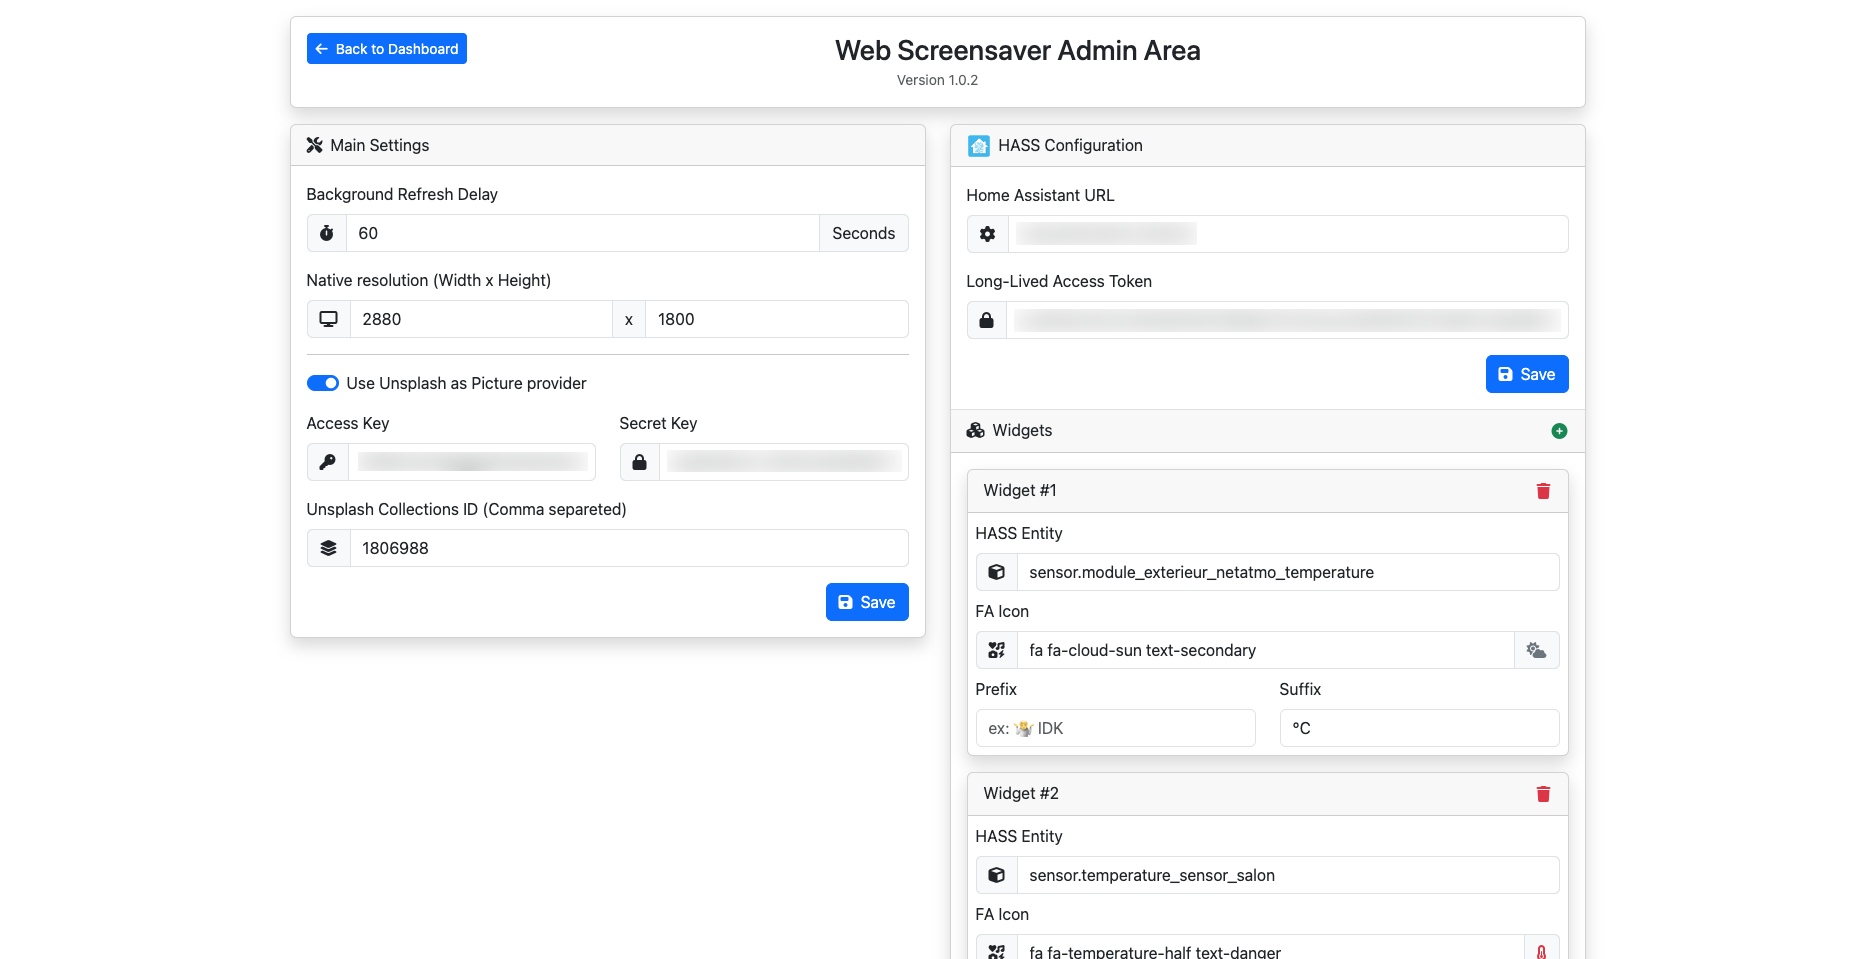 Back to Dashboard
Web Screensaver Admin Area
Version 1.0.2
Main Settings
Background Refresh Delay
60 Seconds
Native resolution (Width x Height)
2880 x 1800
Use Unsplash as Picture provider
Access Key Secret Key
Unsplash Collections ID (Comma separeted)
1806988
Save
HASS Configuration
Home Assistant URL
Long-Lived Access Token
Save
Widgets
Widget #1
HASS Entity
sensor.module_exterieur_netatmo_temperature
FA Icon
fa fa-cloud-sun text-secondary
Prefix Suffix
ex: 🤷 IDK °C
Widget #2
HASS Entity
sensor.temperature_sensor_salon
FA Icon
fa fa-temperature-half text-danger